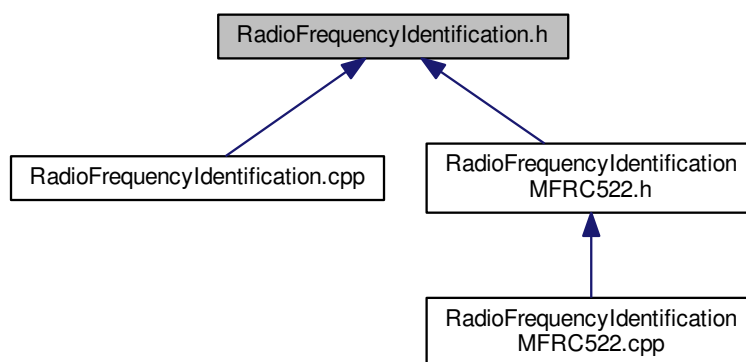 RadioFrequencyIdentification.h
RadioFrequencyIdentification.cpp
RadioFrequencyIdentification
MFRC522.h
RadioFrequencyIdentification
MFRC522.cpp